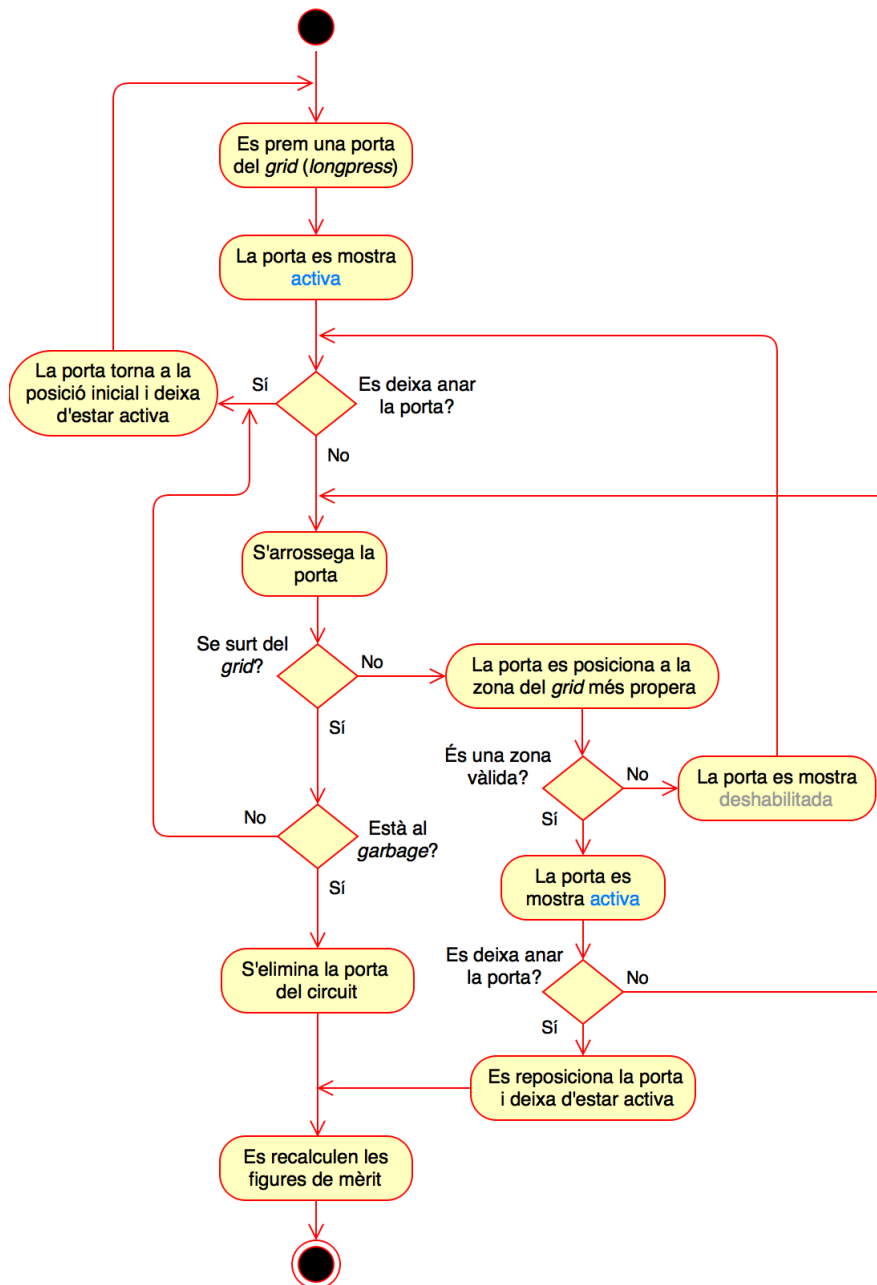 Es prem una porta
del grid (longpress)
La porta es mostra
activa
La porta torna a la
posició inicial i deixa
d'estar activa
Sí
Es deixa anar
la porta?
No
S'arrossega la
porta
Se surt del
grid?
No
La porta es posiciona a la
zona del grid més propera
Sí
És una zona
vàlida?
No
La porta es mostra
deshabilitada
Sí
No
Està al
garbage?
Sí
La porta es
mostra activa
Es deixa anar
la porta?
No
S'elimina la porta
del circuit
Sí
Es reposiciona la porta
i deixa d'estar activa
Es recalculen les
figures de mèrit